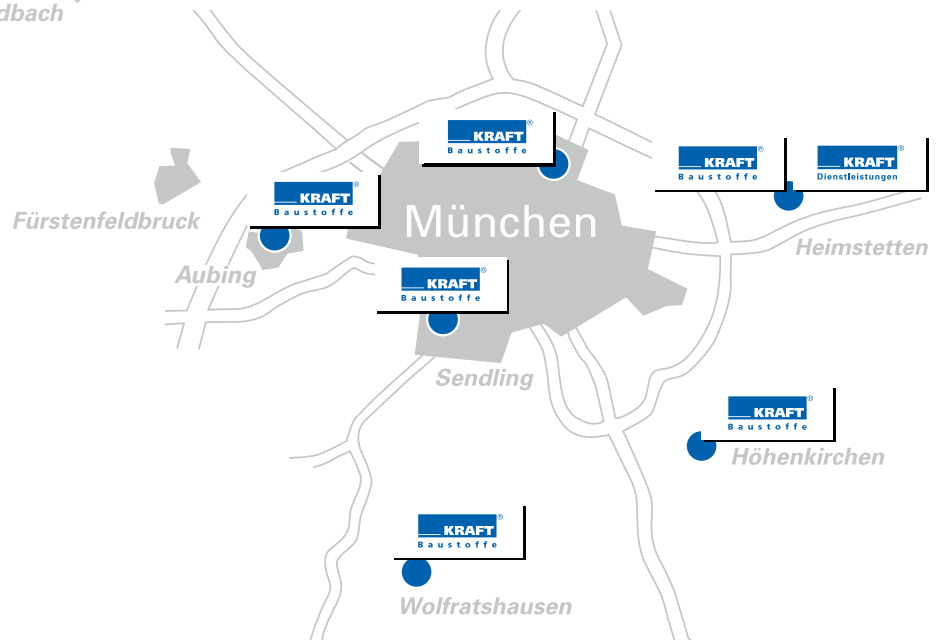 dbach
KRAFT®
Baustoffe
KRAFT®
Baustoffe
KRAFT®
Dienstleistungen
KRAFT®
Baustoffe
Fürstenfeldbruck
München
Heimstetten
Aubing
KRAFT®
Baustoffe
Sendling
KRAFT®
Baustoffe
Höhenkirchen
KRAFT®
Baustoffe
Wolfratshausen